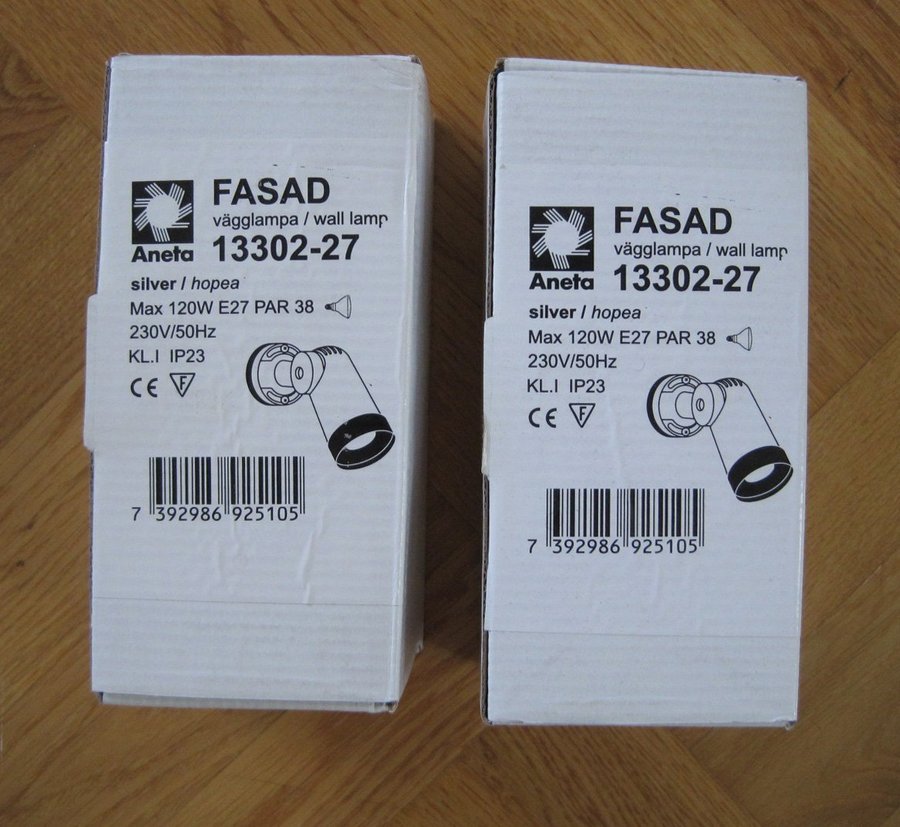 FASAD
vägglampa / wall lamp
Aneta 13302-27
silver / hopea
Max 120W E27 PAR 38
230V/50Hz
KL.I IP23
CE F
7 392986 925105
FASAD
vägglampa / wall lamp
Aneta 13302-27
silver / hopea
Max 120W E27 PAR 38
230V/50Hz
KL.I IP23
CE F
7 392986 925105